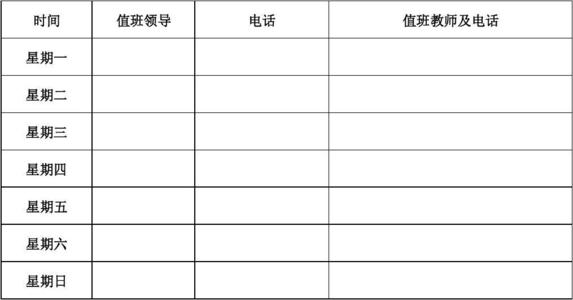 时间 值班领导 电话 值班教师及电话
星期一
星期二
星期三
星期四
星期五
星期六
星期日